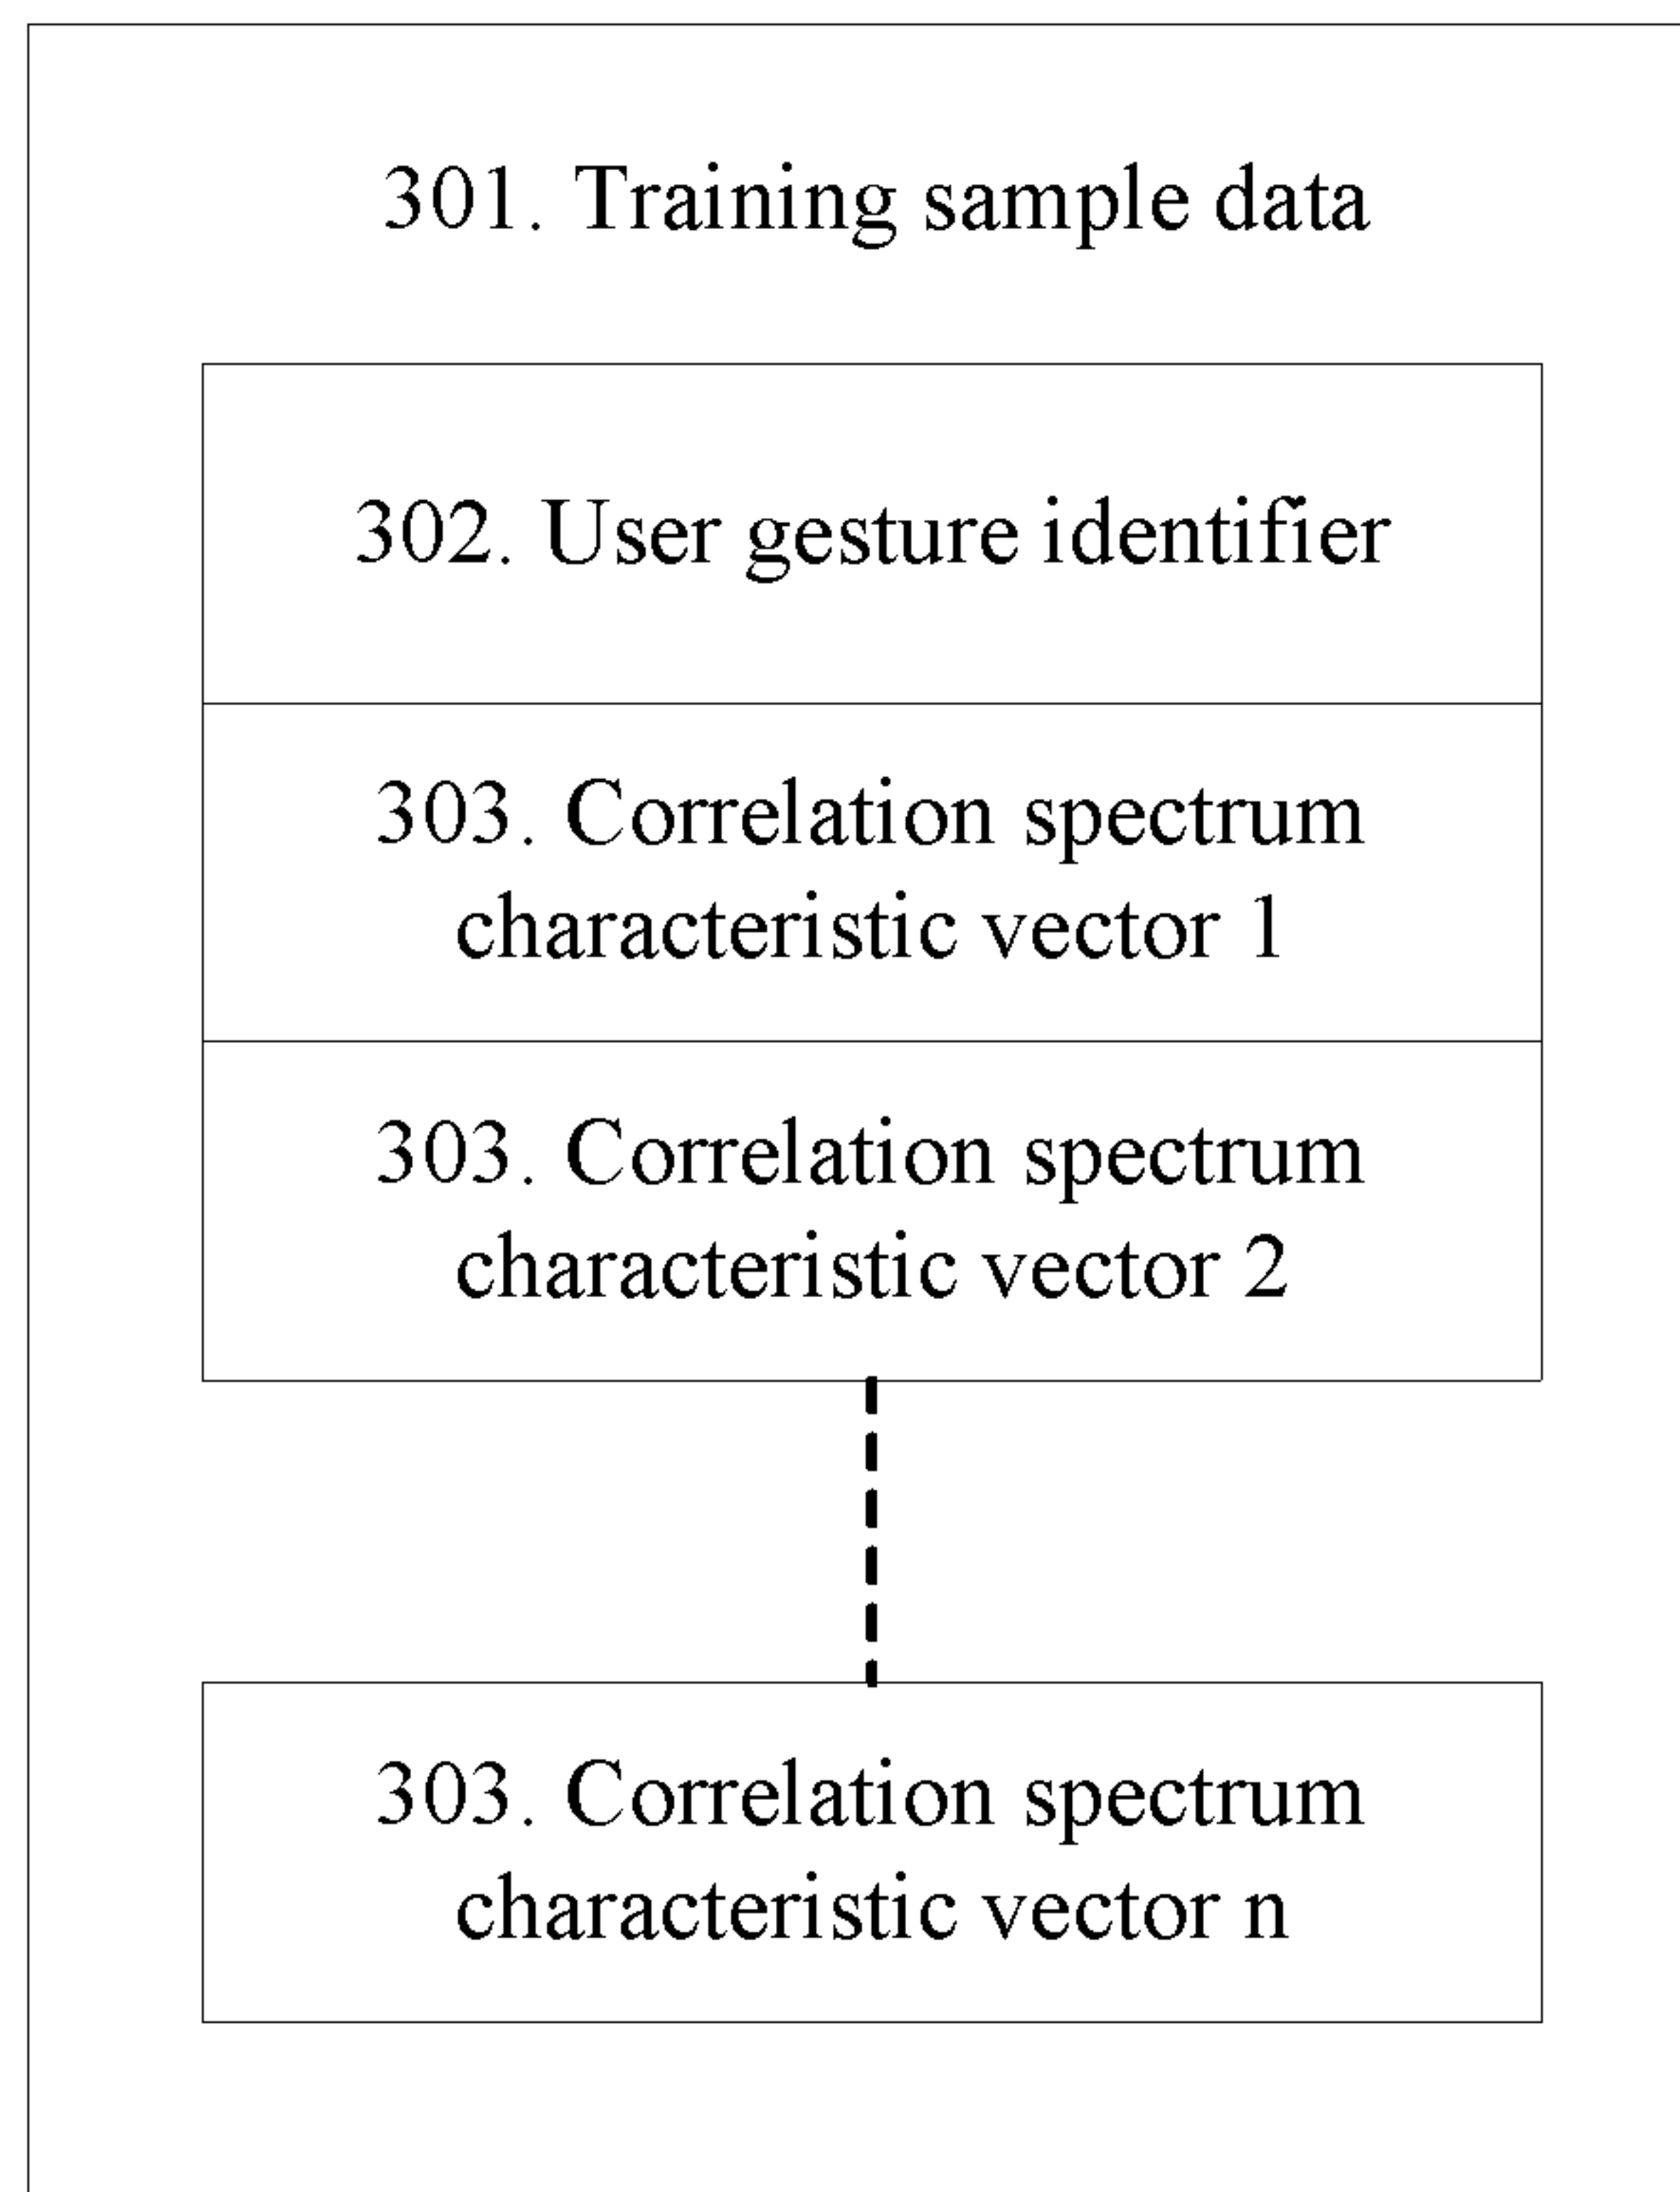 301. Training sample data
302. User gesture identifier
303. Correlation spectrum
characteristic vector 1
303. Correlation spectrum
characteristic vector 2
303. Correlation spectrum
characteristic vector n